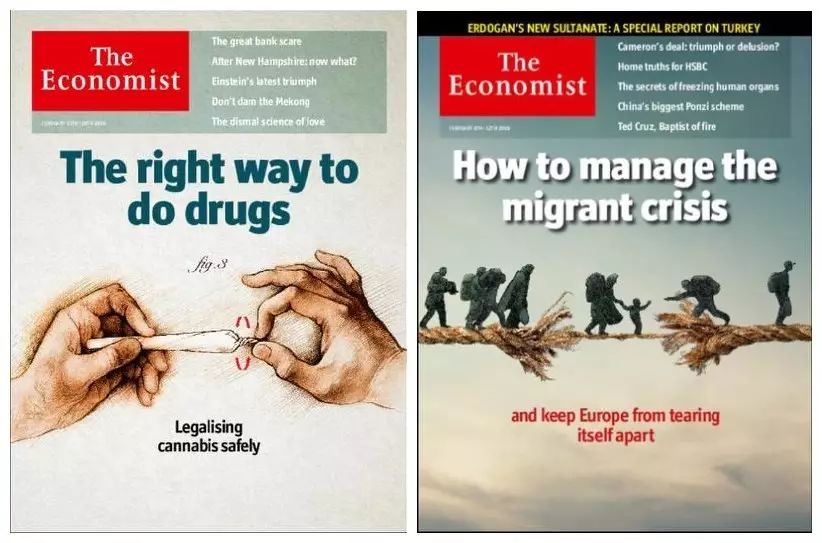 The
Economist
The great bank scare
After New Hampshire: now what?
Einstein's latest triumph
Don't dam the Mekong
The dismal science of love
The right way to
do drugs
fig.3
Legalising
cannabis safely
ERDOGAN'S NEW SULTANATE: A SPECIAL REPORT ON TURKEY
The
Economist
Cameron's deal: triumph or delusion?
Home truths for HSBC
The secrets of freezing human organs
China's biggest Ponzi scheme
Ted Cruz, Baptist of fire
How to manage the
migrant crisis
and keep Europe from tearing
itself apart